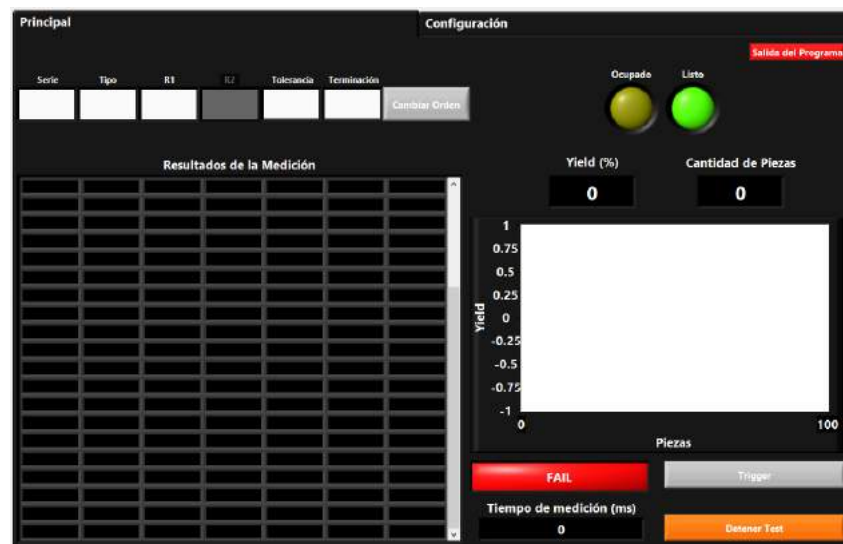 Principal
Configuración
Salida del Programa
Serie Tipo R1 R2 Tolerancia Terminación
Cambiar Orden
Ocupado Listo
Resultados de la Medición
Yield (%) Cantidad de Piezas
0 0
1
0.75
0.5
0.25
0
-0.25
-0.5
-0.75
-1
Yield
0 100
Piezas
FAIL
Trigger
Tiempo de medición (ms)
0
Detener Test